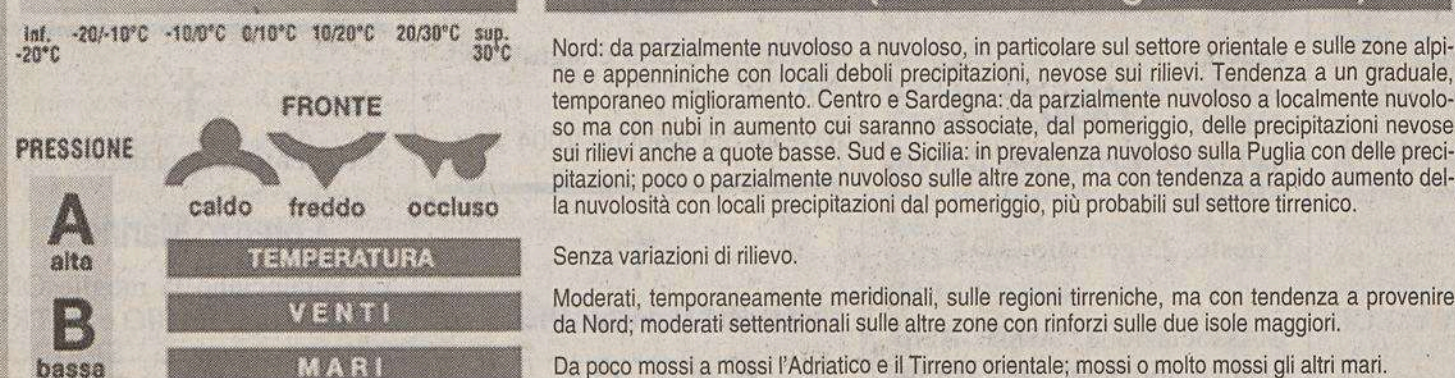 inf. -20/-10°C -10/0°C 0/10°C 10/20°C 20/30°C sup.
-20°C 30°C
FRONTE
PRESSIONE
caldo freddo occluso
A
alta
B
bassa
Nord: da parzialmente nuvoloso a nuvoloso, in particolare sul settore orientale e sulle zone alpi-
ne e appenniniche con locali deboli precipitazioni, nevose sui rilievi. Tendenza a un graduale,
temporaneo miglioramento. Centro e Sardegna: da parzialmente nuvoloso a localmente nuvolo-
so ma con nubi in aumento cui saranno associate, dal pomeriggio, delle precipitazioni nevose
sui rilievi anche a quote basse. Sud e Sicilia: in prevalenza nuvoloso sulla Puglia con delle preci-
pitazioni; poco o parzialmente nuvoloso sulle altre zone, ma con tendenza a rapido aumento del-
la nuvolosità con locali precipitazioni dal pomeriggio, più probabili sul settore tirrenico.
TEMPERATURA
Senza variazioni di rilievo.
VENTI
Moderati, temporaneamente meridionali, sulle regioni tirreniche, ma con tendenza a provenire
da Nord; moderati settentrionali sulle altre zone con rinforzi sulle due isole maggiori.
MARI
Da poco mossi a mossi l'Adriatico e il Tirreno orientale; mossi o molto mossi gli altri mari.